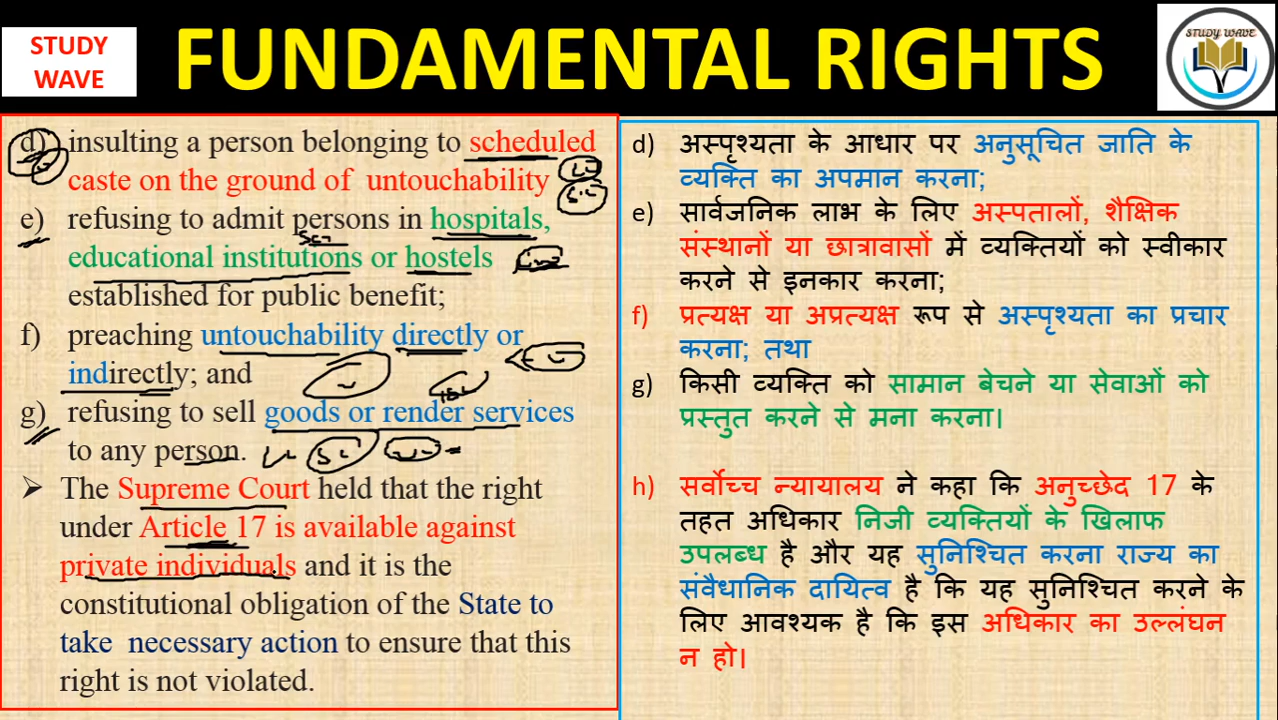 STUDY
WAVE
FUNDAMENTAL RIGHTS
STUDY WAVE
d) insulting a person belonging to scheduled
caste on the ground of untouchability
e) refusing to admit persons in hospitals,
educational institutions or hostels
established for public benefit;
f) preaching untouchability directly or
indirectly; and
g) refusing to sell goods or render services
to any person.
➢ The Supreme Court held that the right
under Article 17 is available against
private individuals and it is the
constitutional obligation of the State to
take necessary action to ensure that this
right is not violated.
d) अस्पृश्यता के आधार पर अनुसूचित जाति के
व्यक्ति का अपमान करना;
e) सार्वजनिक लाभ के लिए अस्पतालों, शैक्षिक
संस्थानों या छात्रावासों में व्यक्तियों को स्वीकार
करने से इनकार करना;
f) प्रत्यक्ष या अप्रत्यक्ष रूप से अस्पृश्यता का प्रचार
करना; तथा
g) किसी व्यक्ति को सामान बेचने या सेवाओं को
प्रस्तुत करने से मना करना।
h) सर्वोच्च न्यायालय ने कहा कि अनुच्छेद 17 के
तहत अधिकार निजी व्यक्तियों के खिलाफ
उपलब्ध है और यह सुनिश्चित करना राज्य का
संवैधानिक दायित्व है कि यह सुनिश्चित करने के
लिए आवश्यक है कि इस अधिकार का उल्लंघन
न हो।